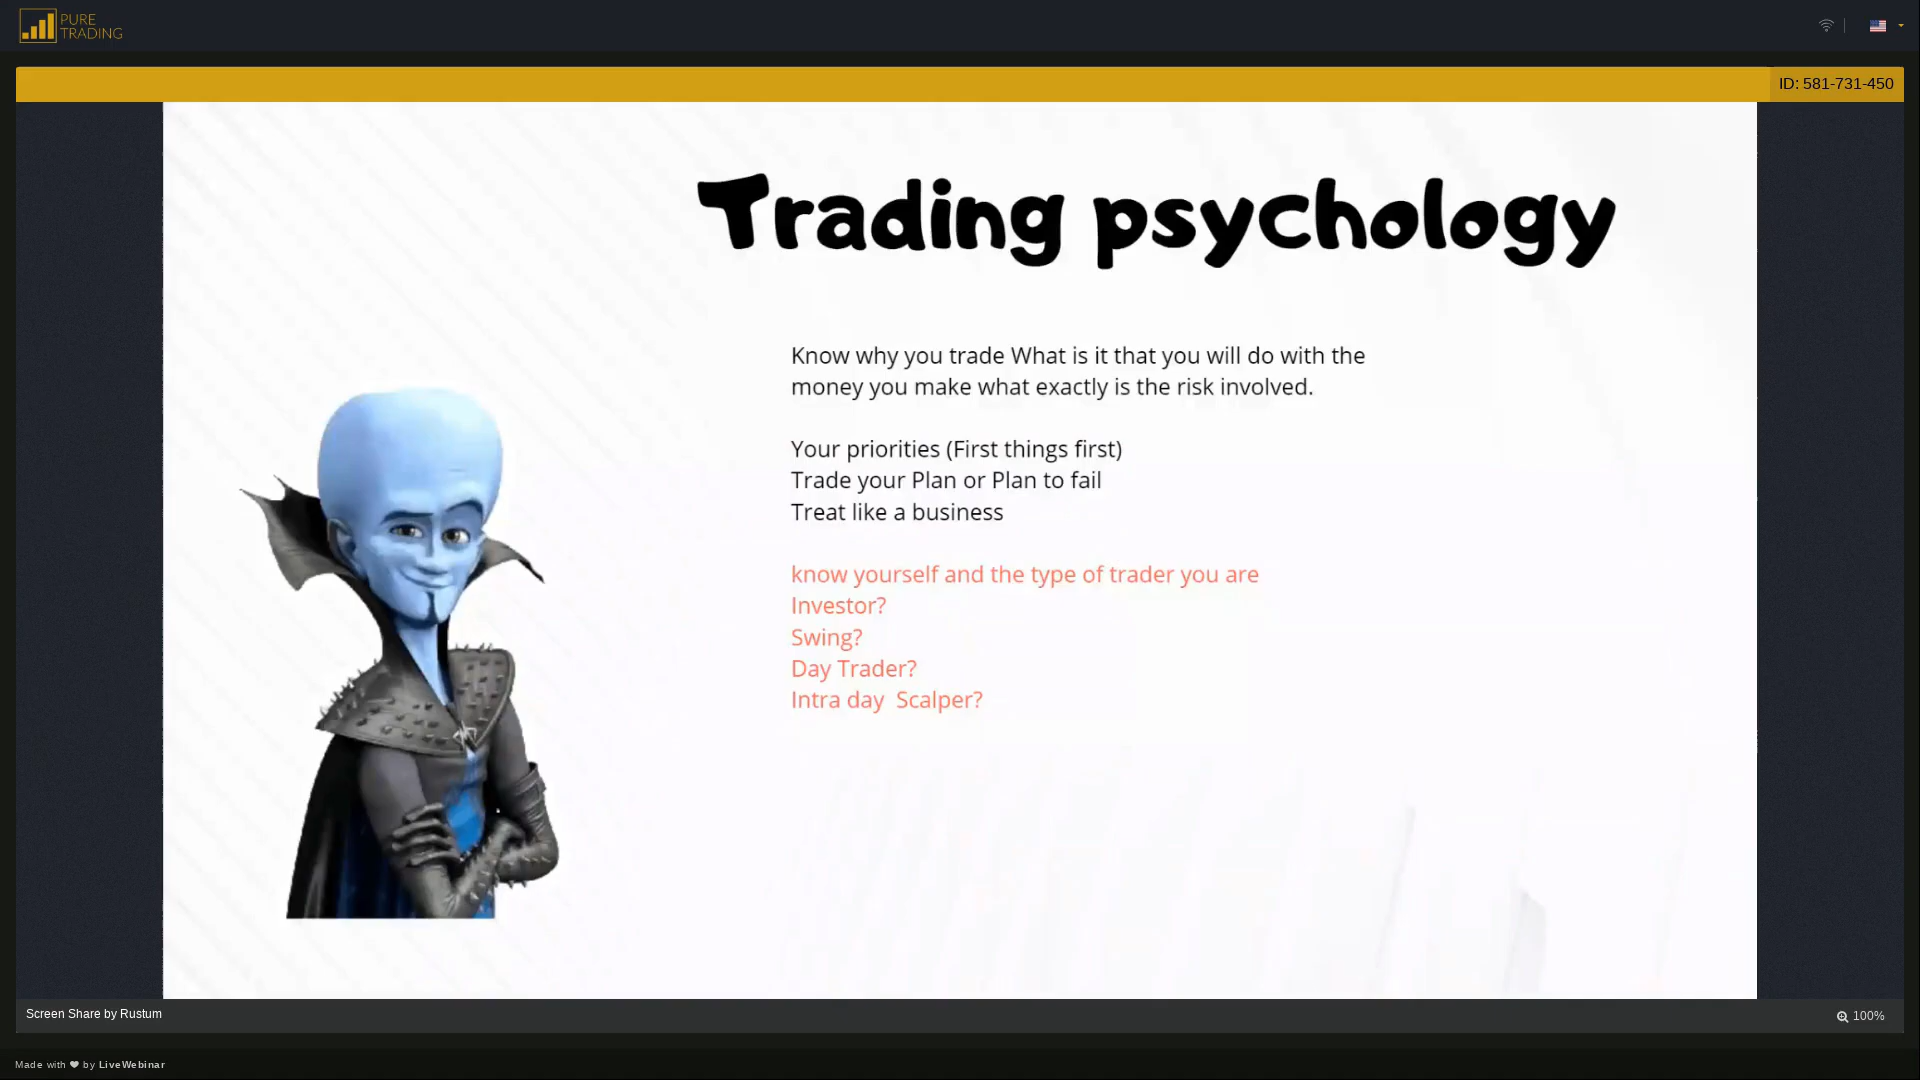 PURE
TRADING
ID: 581-731-450
Trading psychology
Know why you trade What is it that you will do with the
money you make what exactly is the risk involved.
Your priorities (First things first)
Trade your Plan or Plan to fail
Treat like a business
know yourself and the type of trader you are
Investor?
Swing?
Day Trader?
Intra day  Scalper?
Screen Share by Rustum
100%
Made with ❤ by LiveWebinar